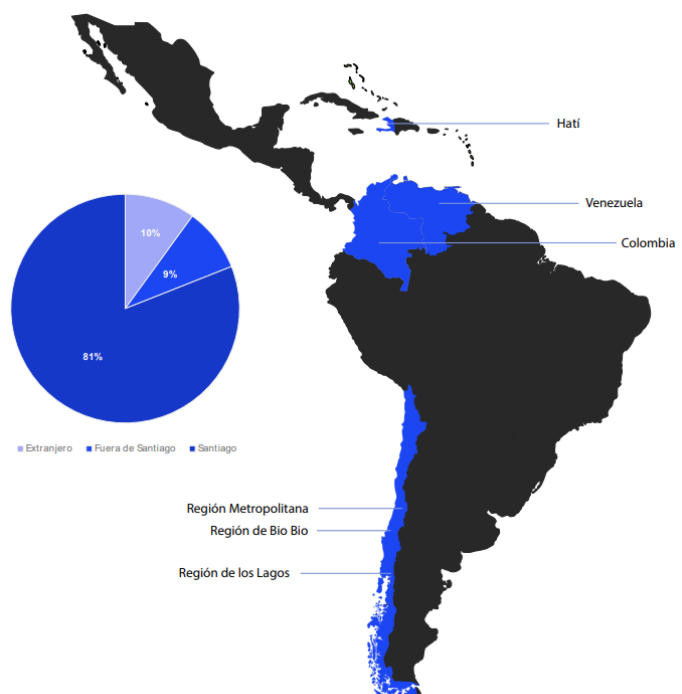 Hatí
Venezuela
Colombia
10%
9%
81%
Extranjero Fuera de Santiago Santiago
Región Metropolitana
Región de Bio Bio
Región de los Lagos